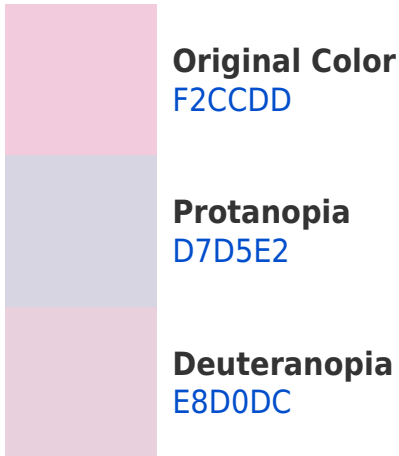 Original Color
F2CCDD
Protanopia
D7D5E2
Deuteranopia
E8D0DC